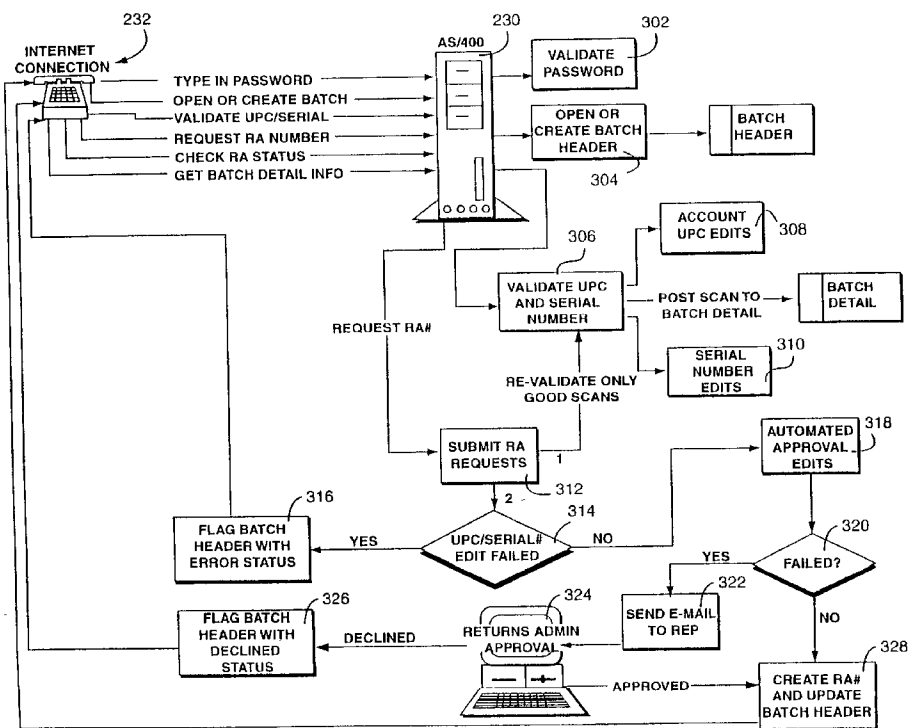 232
INTERNET
CONNECTION
AS/400
230
302
TYPE IN PASSWORD
OPEN OR CREATE BATCH
VALIDATE UPC/SERIAL
REQUEST RA NUMBER
CHECK RA STATUS
GET BATCH DETAIL INFO
VALIDATE
PASSWORD
OPEN OR
CREATE BATCH
HEADER
304
BATCH
HEADER
306
VALIDATE UPC
AND SERIAL
NUMBER
ACCOUNT
UPC EDITS
308
POST SCAN TO
BATCH DETAIL
BATCH
DETAIL
SERIAL
NUMBER
EDITS
310
REQUEST RA#
RE-VALIDATE ONLY
GOOD SCANS
SUBMIT RA
REQUESTS
312
1
2
AUTOMATED
APPROVAL
EDITS
318
316
FLAG BATCH
HEADER WITH
ERROR STATUS
YES
UPC/SERIAL#
EDIT FAILED
314
NO
320
FAILED?
YES
NO
322
SEND E-MAIL
TO REP
324
RETURNS ADMIN
APPROVAL
DECLINED
326
FLAG BATCH
HEADER WITH
DECLINED
STATUS
APPROVED
328
CREATE RA#
AND UPDATE
BATCH HEADER